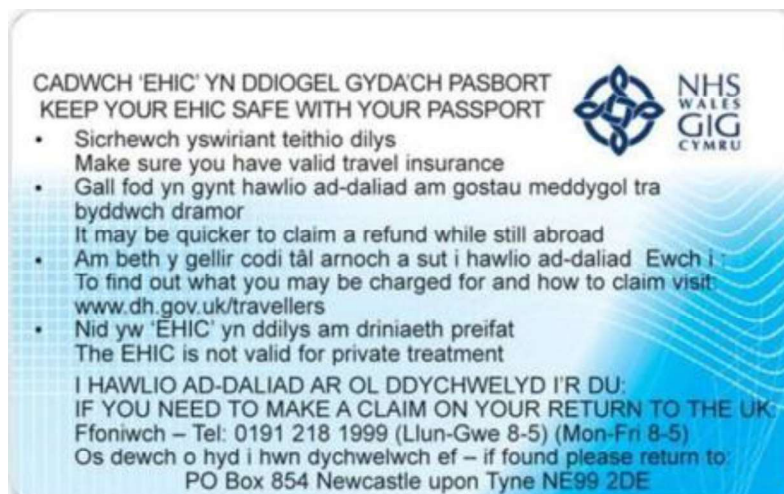 CADWCH 'EHIC' YN DDIOGEL GYDA'CH PASBORT
KEEP YOUR EHIC SAFE WITH YOUR PASSPORT
NHS
WALES
GIG
CYMRU
• Sicrhewch yswiriant teithio dilys
Make sure you have valid travel insurance
• Gall fod yn gynt hawlio ad-daliad am gostau meddygol tra
byddwch dramor
It may be quicker to claim a refund while still abroad
• Am beth y gellir codi tâl arnoch a sut i hawlio ad-daliad Ewch i :
To find out what you may be charged for and how to claim visit:
www.dh.gov.uk/travellers
• Nid yw 'EHIC' yn ddilys am driniaeth preifat
The EHIC is not valid for private treatment
I HAWLIO AD-DALIAD AR OL DDYCHWELYD I'R DU:
IF YOU NEED TO MAKE A CLAIM ON YOUR RETURN TO THE UK:
Ffoniwch – Tel: 0191 218 1999 (Llun-Gwe 8-5) (Mon-Fri 8-5)
Os dewch o hyd i hwn dychwelwch ef – if found please return to:
PO Box 854 Newcastle upon Tyne NE99 2DE